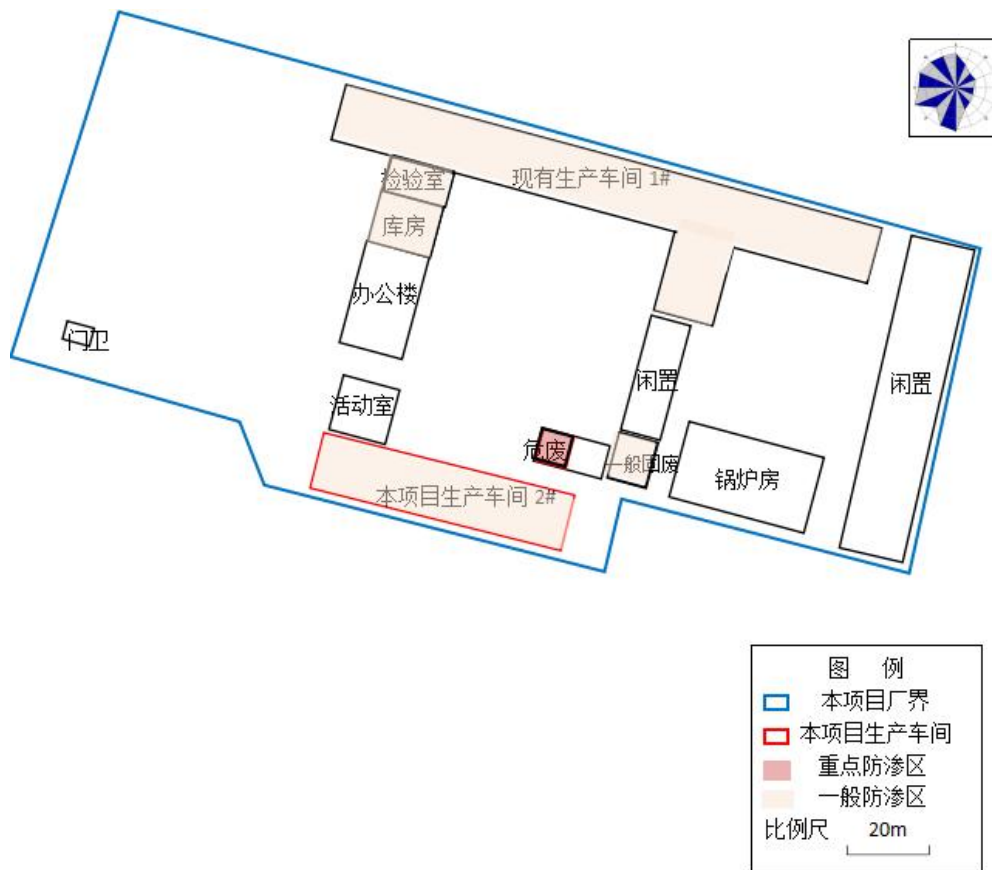 现有生产车间 1#
检验室
库房
办公楼
门卫
闲置
闲置
活动室
危废
一般固废
锅炉房
本项目生产车间 2#
图 例
本项目厂界
本项目生产车间
重点防渗区
一般防渗区
比例尺 20m